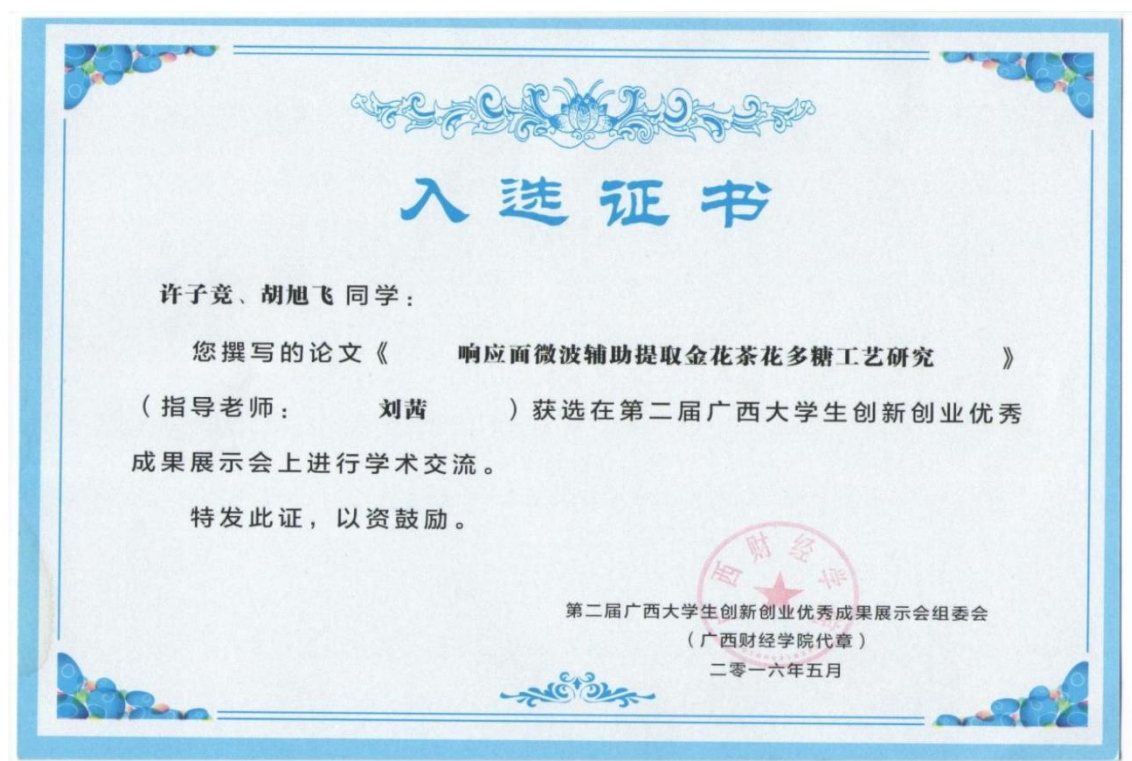 入选证书
许子竞、胡旭飞 同学：
您撰写的论文《 响应面微波辅助提取金花茶花多糖工艺研究 》
（指导老师： 刘茜 ）获选在第二届广西大学生创新创业优秀
成果展示会上进行学术交流。
特发此证，以资鼓励。
西财经学
第二届广西大学生创新创业优秀成果展示会组委会
（广西财经学院代章）
二零一六年五月